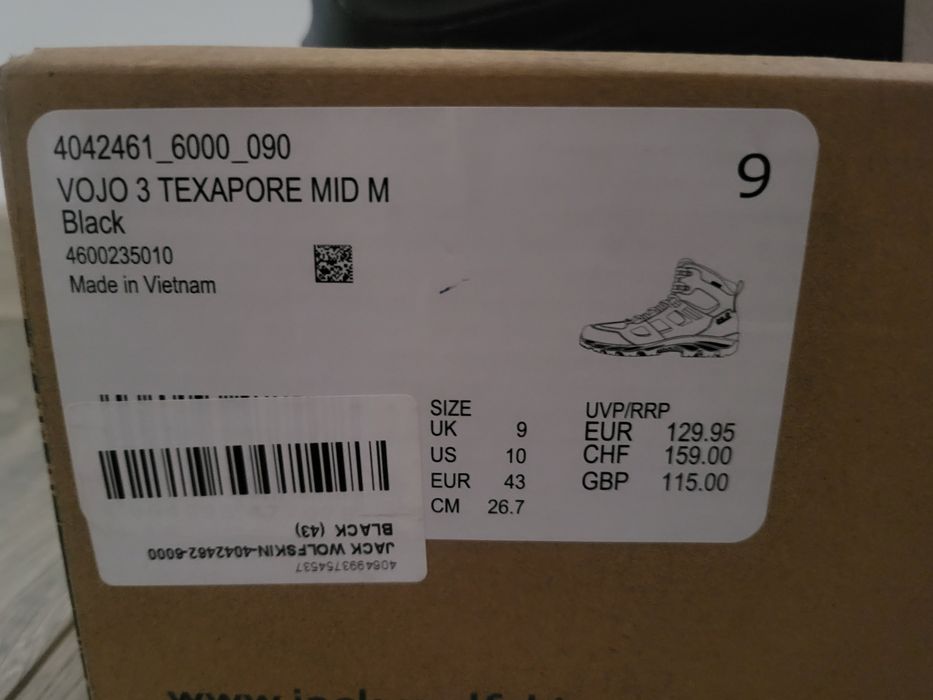 4042461_6000_090
9
VOJO 3 TEXAPORE MID M
Black
4600235010
Made in Vietnam
SIZE
UK 9
US 10
EUR 43
CM 26.7
UVP/RRP
EUR 129.95
CHF 159.00
GBP 115.00
4064993754537
JACK WOLFSKIN-4042462-6000
BLACK (43)